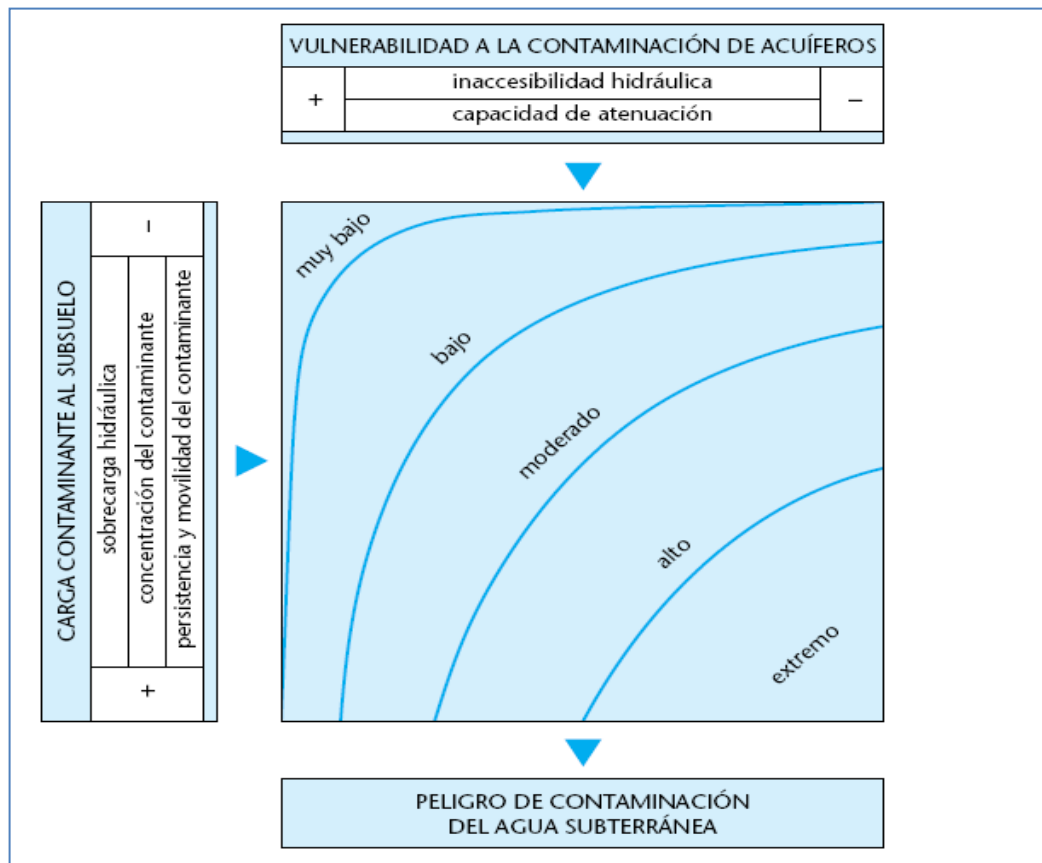 VULNERABILIDAD A LA CONTAMINACIÓN DE ACUÍFEROS
+
inaccesibilidad hidráulica
capacidad de atenuación
–
CARGA CONTAMINANTE AL SUBSUELO
–
sobrecarga hidráulica
concentración del contaminante
persistencia y movilidad del contaminante
+
muy bajo
bajo
moderado
alto
extremo
PELIGRO DE CONTAMINACIÓN
DEL AGUA SUBTERRÁNEA